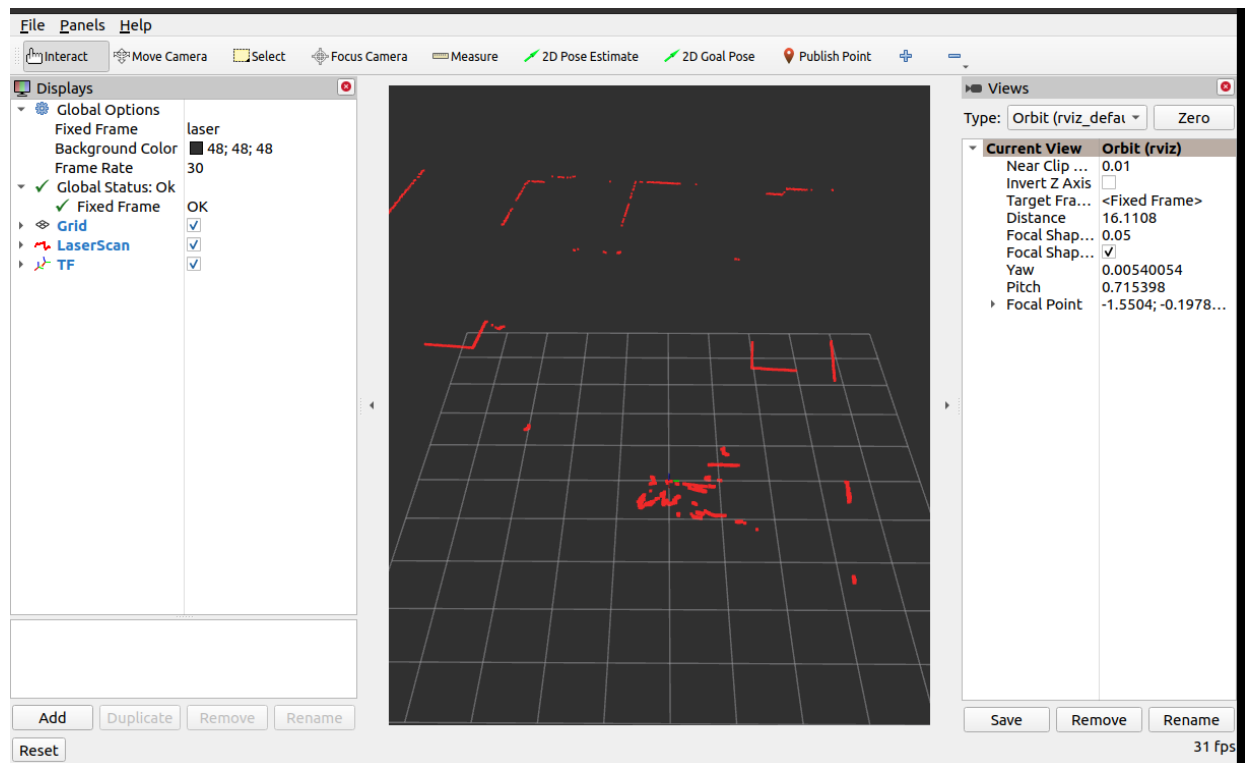 File Panels Help
Interact Move Camera Select Focus Camera Measure 2D Pose Estimate 2D Goal Pose Publish Point
Displays
Global Options
Fixed Frame laser
Background Color 48; 48; 48
Frame Rate 30
Global Status: Ok
Fixed Frame OK
Grid
LaserScan
TF
Add Duplicate Remove Rename
Reset
Views
Type: Orbit (rviz_defau Zero
Current View Orbit (rviz)
Near Clip ... 0.01
Invert Z Axis
Target Fra... <Fixed Frame>
Distance 16.1108
Focal Shap... 0.05
Focal Shap...
Yaw 0.00540054
Pitch 0.715398
Focal Point -1.5504; -0.1978...
Save Remove Rename
31 fps